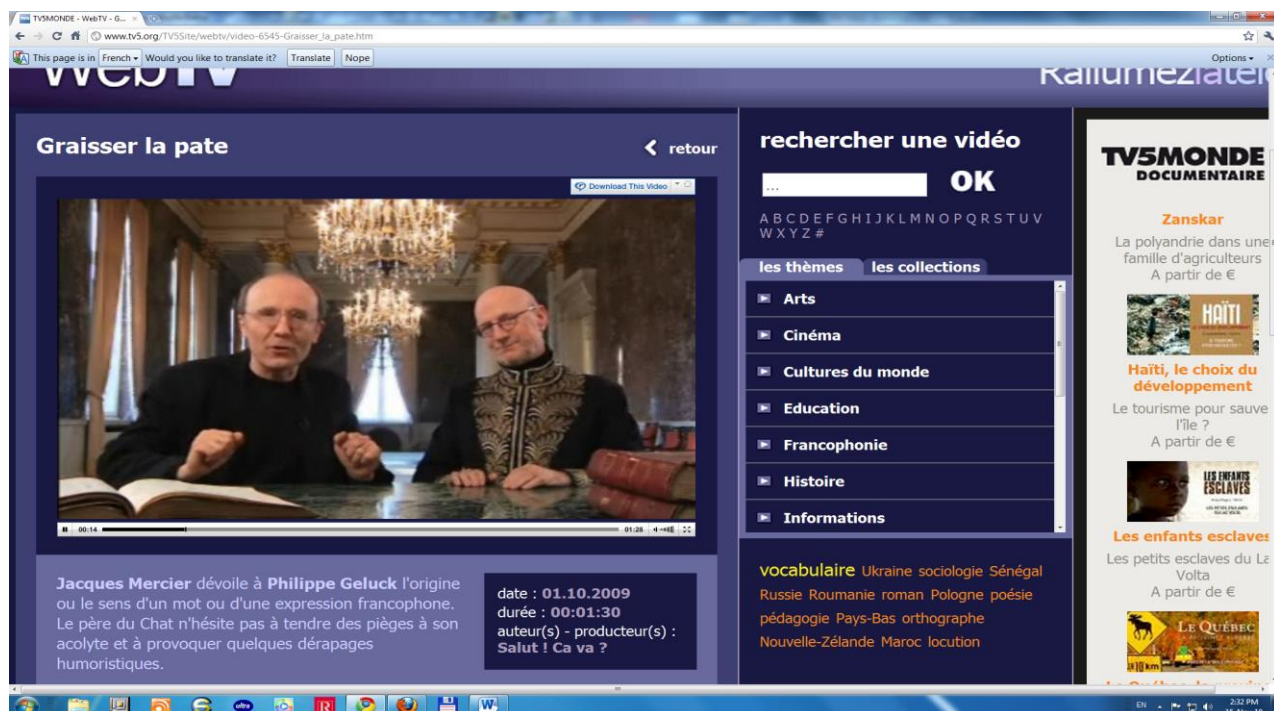 TV5MONDE - WebTV - G...
www.tv5.org/TV5Site/webtv/video-6545-Graisser_la_pate.htm
This page is in French Would you like to translate it? Translate Nope
Options
WebTV
Rallumezlatélé
Graisser la pate
retour
Download This Video
00:14
01:28
Jacques Mercier dévoile à Philippe Geluck l'origine
ou le sens d'un mot ou d'une expression francophone.
Le père du Chat n'hésite pas à tendre des pièges à son
acolyte et à provoquer quelques dérapages
humoristiques.
date : 01.10.2009
durée : 00:01:30
auteur(s) - producteur(s) :
Salut ! Ca va ?
rechercher une vidéo
...
OK
A B C D E F G H I J K L M N O P Q R S T U V
W X Y Z #
les thèmes les collections
Arts
Cinéma
Cultures du monde
Education
Francophonie
Histoire
Informations
vocabulaire Ukraine sociologie Sénégal
Russie Roumanie roman Pologne poésie
pédagogie Pays-Bas orthographe
Nouvelle-Zélande Maroc locution
TV5MONDE
DOCUMENTAIRE
Zanskar
La polyandrie dans une
famille d'agriculteurs
A partir de €
HAÏTI
Haïti, le choix du
développement
Le tourisme pour sauve
l'île ?
A partir de €
LES ENFANTS
ESCLAVES
Les enfants esclaves
Les petits esclaves du La
Volta
A partir de €
LE QUÉBEC
km
EN
2:32 PM